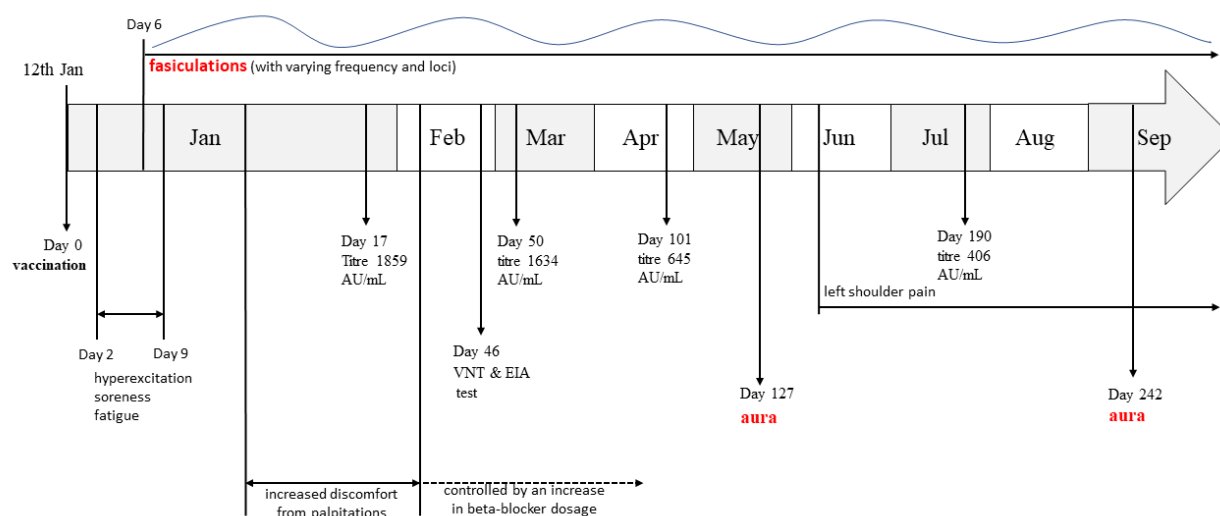 Day 6
fasiculations (with varying frequency and loci)
12th Jan
Jan
Feb
Mar
Apr
May
Jun
Jul
Aug
Sep
Day 0
vaccination
Day 17
Titre 1859
AU/mL
Day 50
titre 1634
AU/mL
Day 101
titre 645
AU/mL
Day 190
titre 406
AU/mL
left shoulder pain
Day 2
Day 9
hyperexcitation
soreness
fatigue
Day 46
VNT & EIA
test
Day 127
aura
Day 242
aura
increased discomfort
from palpitations
controlled by an increase
in beta-blocker dosage